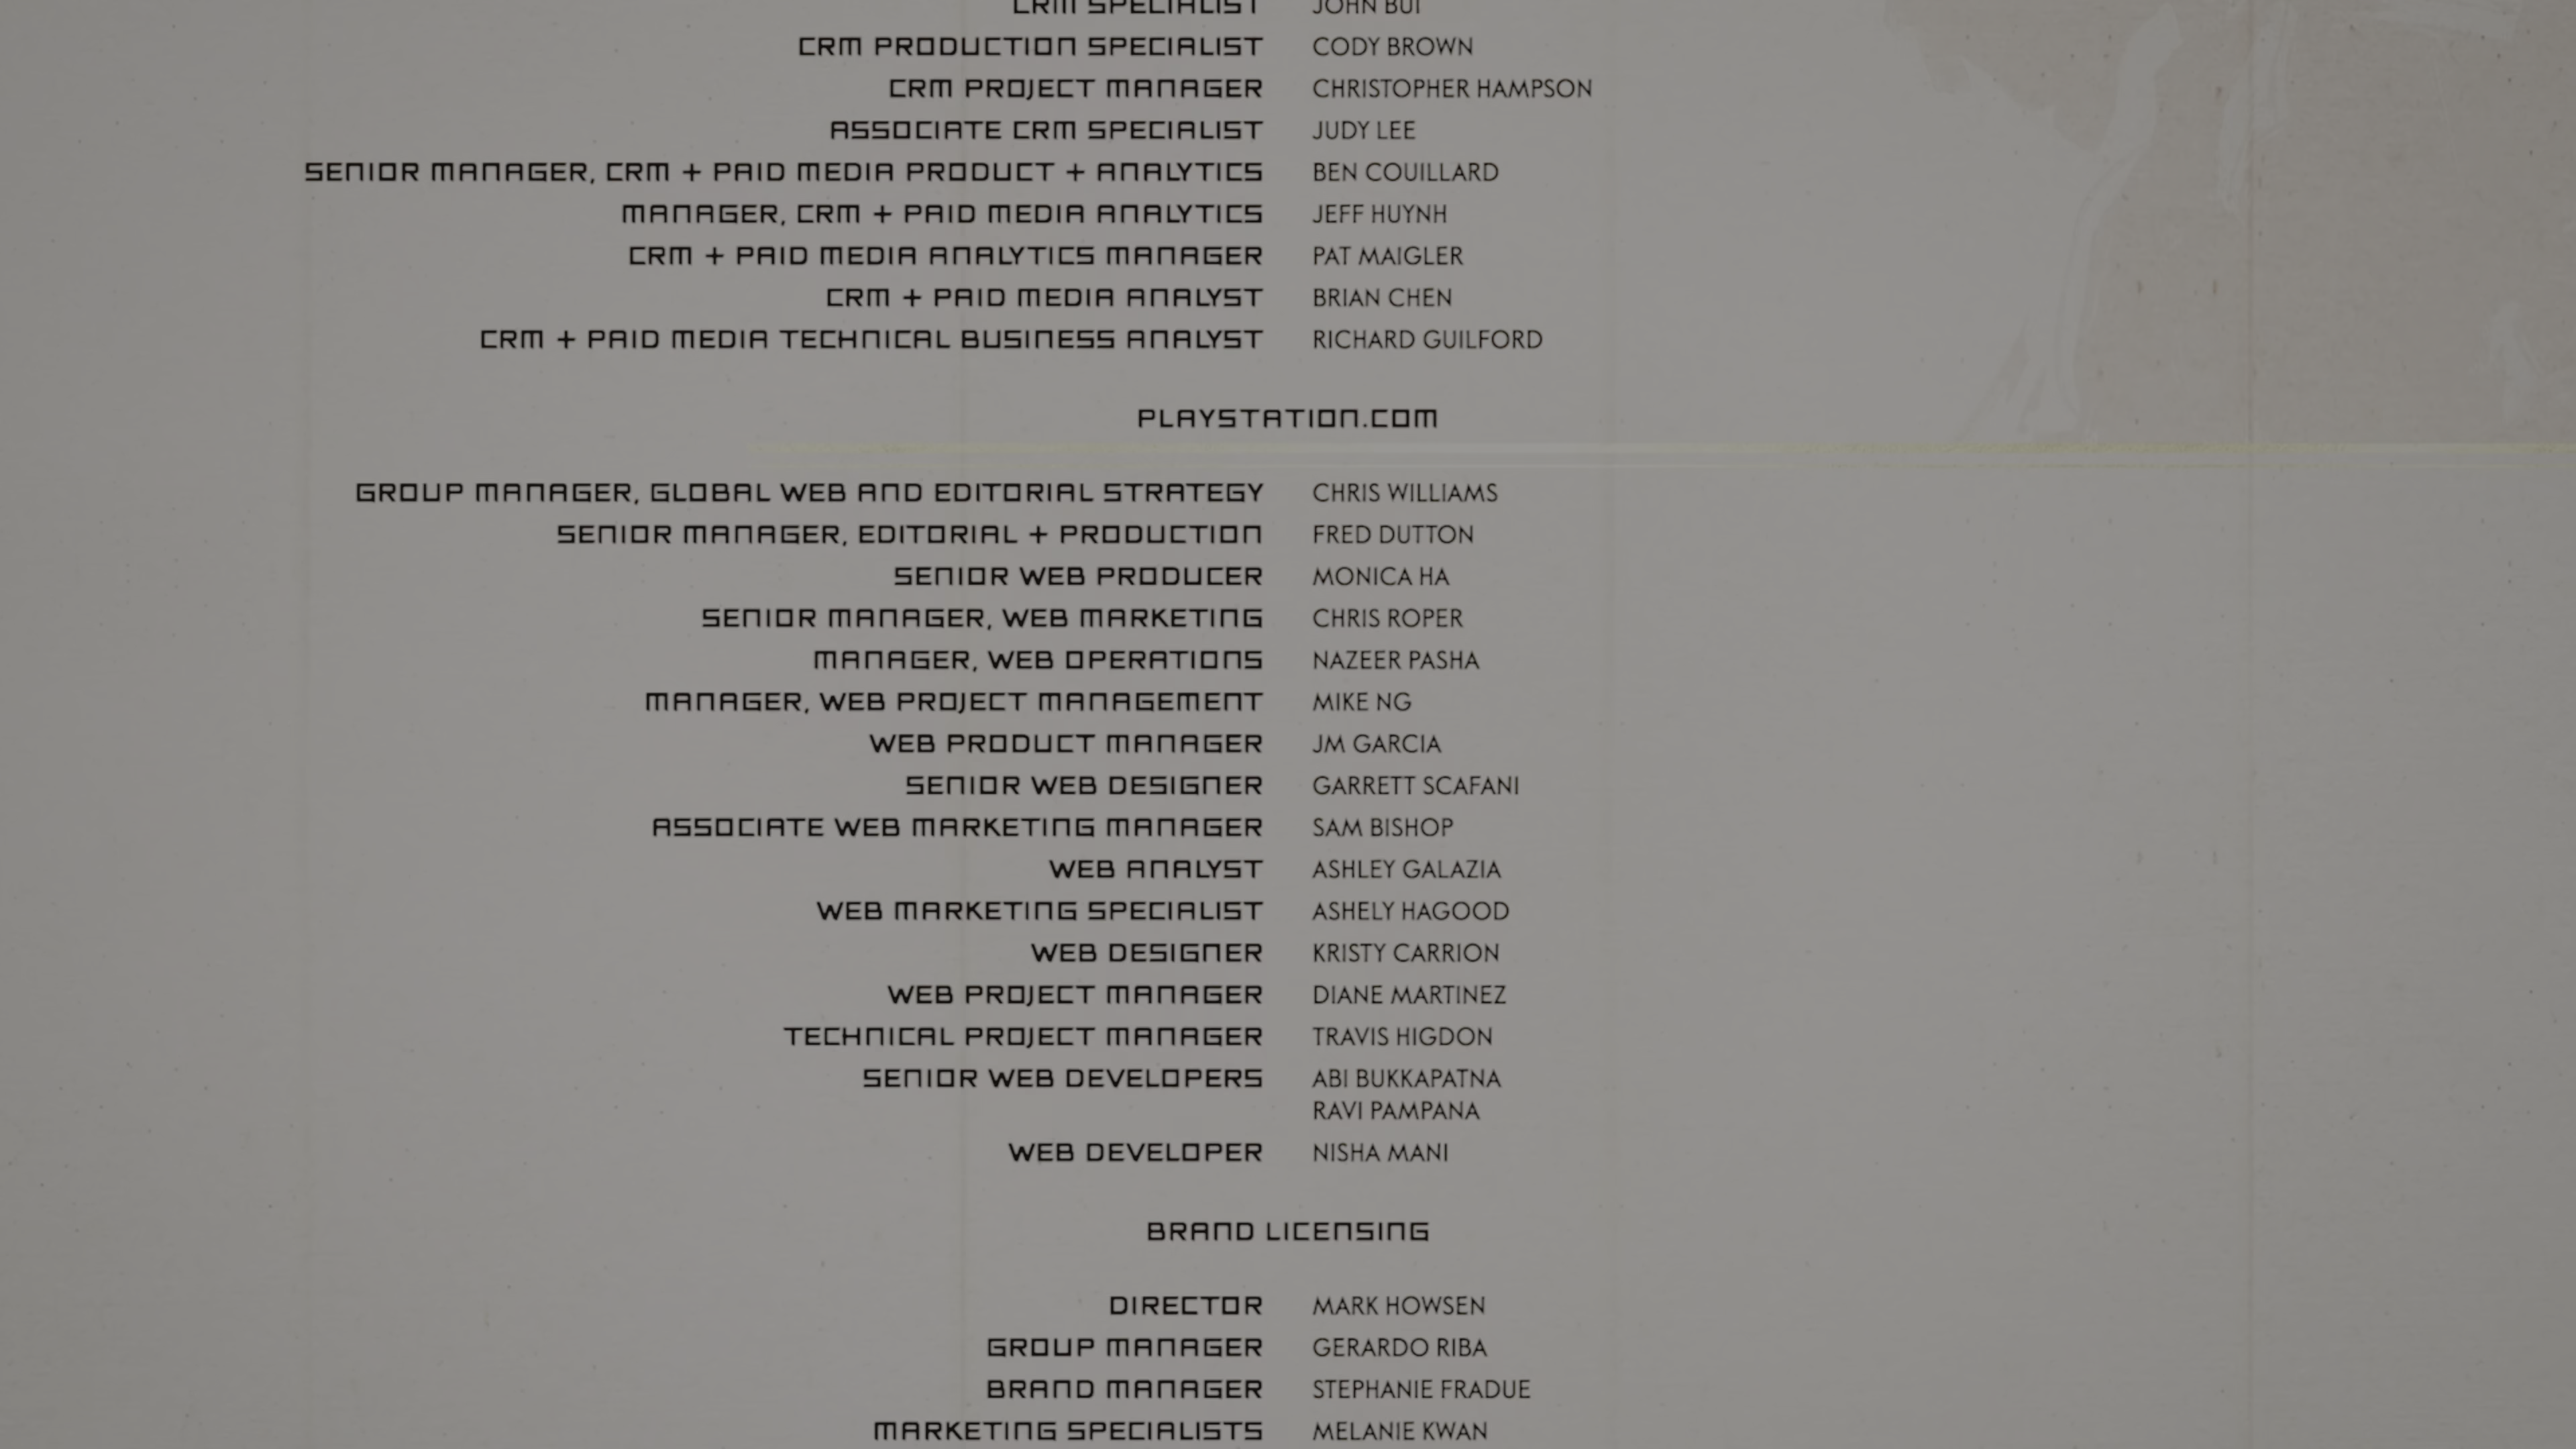 CRM SPECIALIST JOHN BUI
CRM PRODUCTION SPECIALIST CODY BROWN
CRM PROJECT MANAGER CHRISTOPHER HAMPSON
ASSOCIATE CRM SPECIALIST JUDY LEE
SENIOR MANAGER, CRM + PAID MEDIA PRODUCT + ANALYTICS BEN COUILLARD
MANAGER, CRM + PAID MEDIA ANALYTICS JEFF HUYNH
CRM + PAID MEDIA ANALYTICS MANAGER PAT MAIGLER
CRM + PAID MEDIA ANALYST BRIAN CHEN
CRM + PAID MEDIA TECHNICAL BUSINESS ANALYST RICHARD GUILFORD
PLAYSTATION.COM
GROUP MANAGER, GLOBAL WEB AND EDITORIAL STRATEGY CHRIS WILLIAMS
SENIOR MANAGER, EDITORIAL + PRODUCTION FRED DUTTON
SENIOR WEB PRODUCER MONICA HA
SENIOR MANAGER, WEB MARKETING CHRIS ROPER
MANAGER, WEB OPERATIONS NAZEER PASHA
MANAGER, WEB PROJECT MANAGEMENT MIKE NG
WEB PRODUCT MANAGER JM GARCIA
SENIOR WEB DESIGNER GARRETT SCAFANI
ASSOCIATE WEB MARKETING MANAGER SAM BISHOP
WEB ANALYST ASHLEY GALAZIA
WEB MARKETING SPECIALIST ASHELY HAGOOD
WEB DESIGNER KRISTY CARRION
WEB PROJECT MANAGER DIANE MARTINEZ
TECHNICAL PROJECT MANAGER TRAVIS HIGDON
SENIOR WEB DEVELOPERS ABI BUKKAPATNA
RAVI PAMPANA
WEB DEVELOPER NISHA MANI
BRAND LICENSING
DIRECTOR MARK HOWSEN
GROUP MANAGER GERARDO RIBA
BRAND MANAGER STEPHANIE FRADUE
MARKETING SPECIALISTS MELANIE KWAN